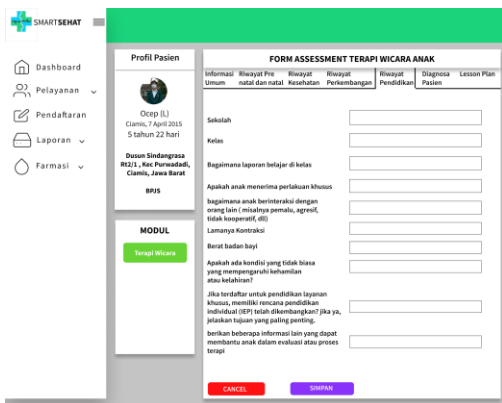 SMARTSEHAT
Dashboard
Pelayanan
Pendaftaran
Laporan
Farmasi
Profil Pasien
Ocep (L)
Ciamis, 7 April 2015
5 tahun 22 hari
Dusun Sindangrasa
Rt2/1 , Kec Purwadadi,
Ciamis, Jawa Barat
BPJS
MODUL
Terapi Wicara
FORM ASSESSMENT TERAPI WICARA ANAK
Informasi Umum
Riwayat Pre natal dan natal
Riwayat Kesehatan
Riwayat Perkembangan
Riwayat Pendidikan
Diagnosa Pasien
Lesson Plan
Sekolah
Kelas
Bagaimana laporan belajar di kelas
Apakah anak menerima perlakuan khusus
bagaimana anak berinteraksi dengan
orang lain ( misalnya pemalu, agresif,
tidak kooperatif, dll)
Lamanya Kontraksi
Berat badan bayi
Apakah ada kondisi yang tidak biasa
yang mempengaruhi kehamilan
atau kelahiran?
Jika terdaftar untuk pendidikan layanan
khusus, memiliki rencana pendidikan
individual (IEP) telah dikembangkan? jika ya,
jelaskan tujuan yang paling penting.
berikan beberapa informasi lain yang dapat
membantu anak dalam evaluasi atau proses
terapi
CANCEL
SIMPAN